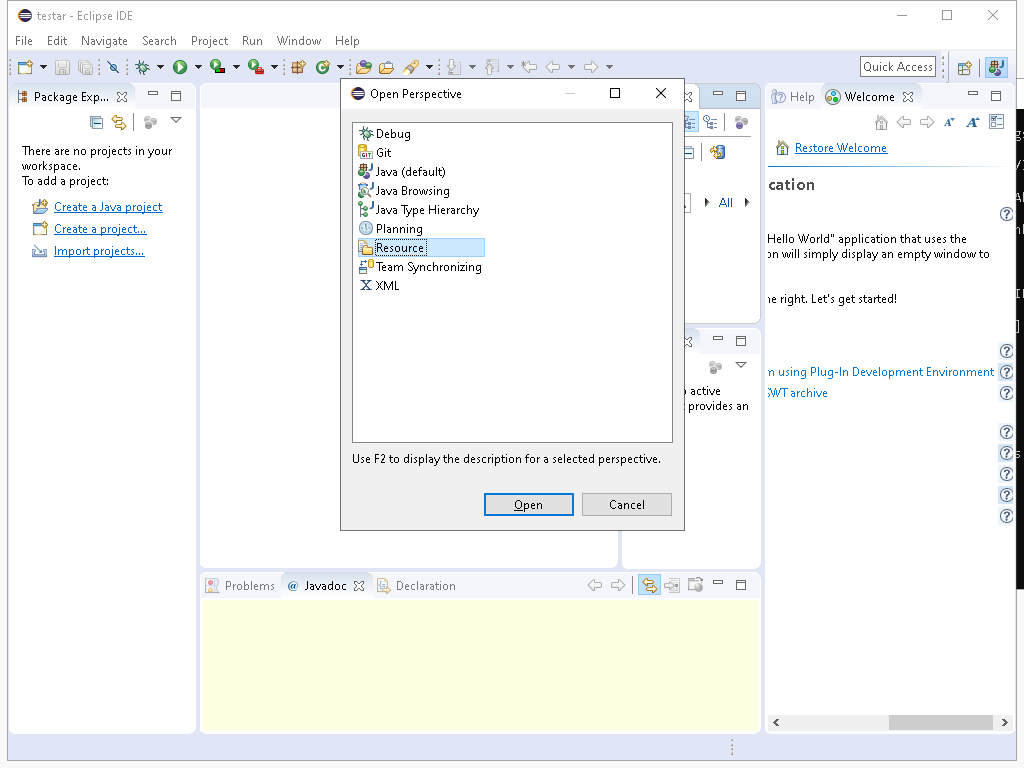 testar - Eclipse IDE
File Edit Navigate Search Project Run Window Help
Quick Access
Package Exp...
There are no projects in your
workspace.
To add a project:
Create a Java project
Create a project...
Import projects...
Open Perspective
Debug
Git
Java (default)
Java Browsing
Java Type Hierarchy
Planning
Resource
Team Synchronizing
XML
Use F2 to display the description for a selected perspective.
Open
Cancel
All
active
provides an
Help
Welcome
Restore Welcome
cation
Hello World" application that uses the
on will simply display an empty window to
he right. Let's get started!
n using Plug-In Development Environment
SWT archive
Problems
@ Javadoc
Declaration